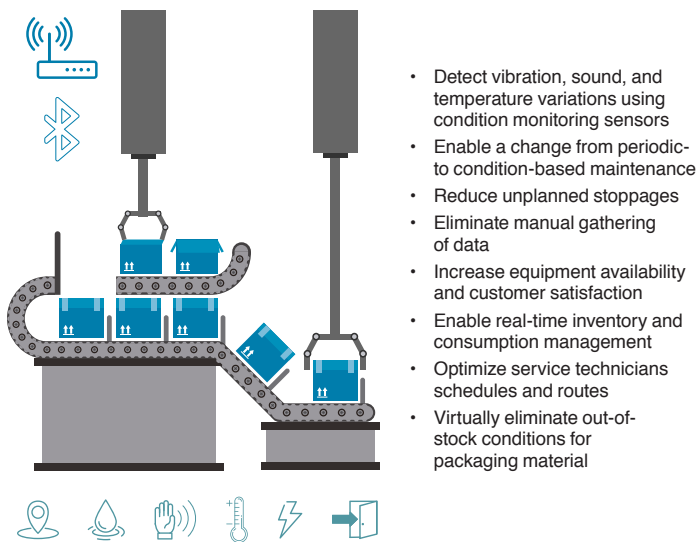 • Detect vibration, sound, and
temperature variations using
condition monitoring sensors
• Enable a change from periodic-
to condition-based maintenance
• Reduce unplanned stoppages
• Eliminate manual gathering
of data
• Increase equipment availability
and customer satisfaction
• Enable real-time inventory and
consumption management
• Optimize service technicians
schedules and routes
• Virtually eliminate out-of-
stock conditions for
packaging material